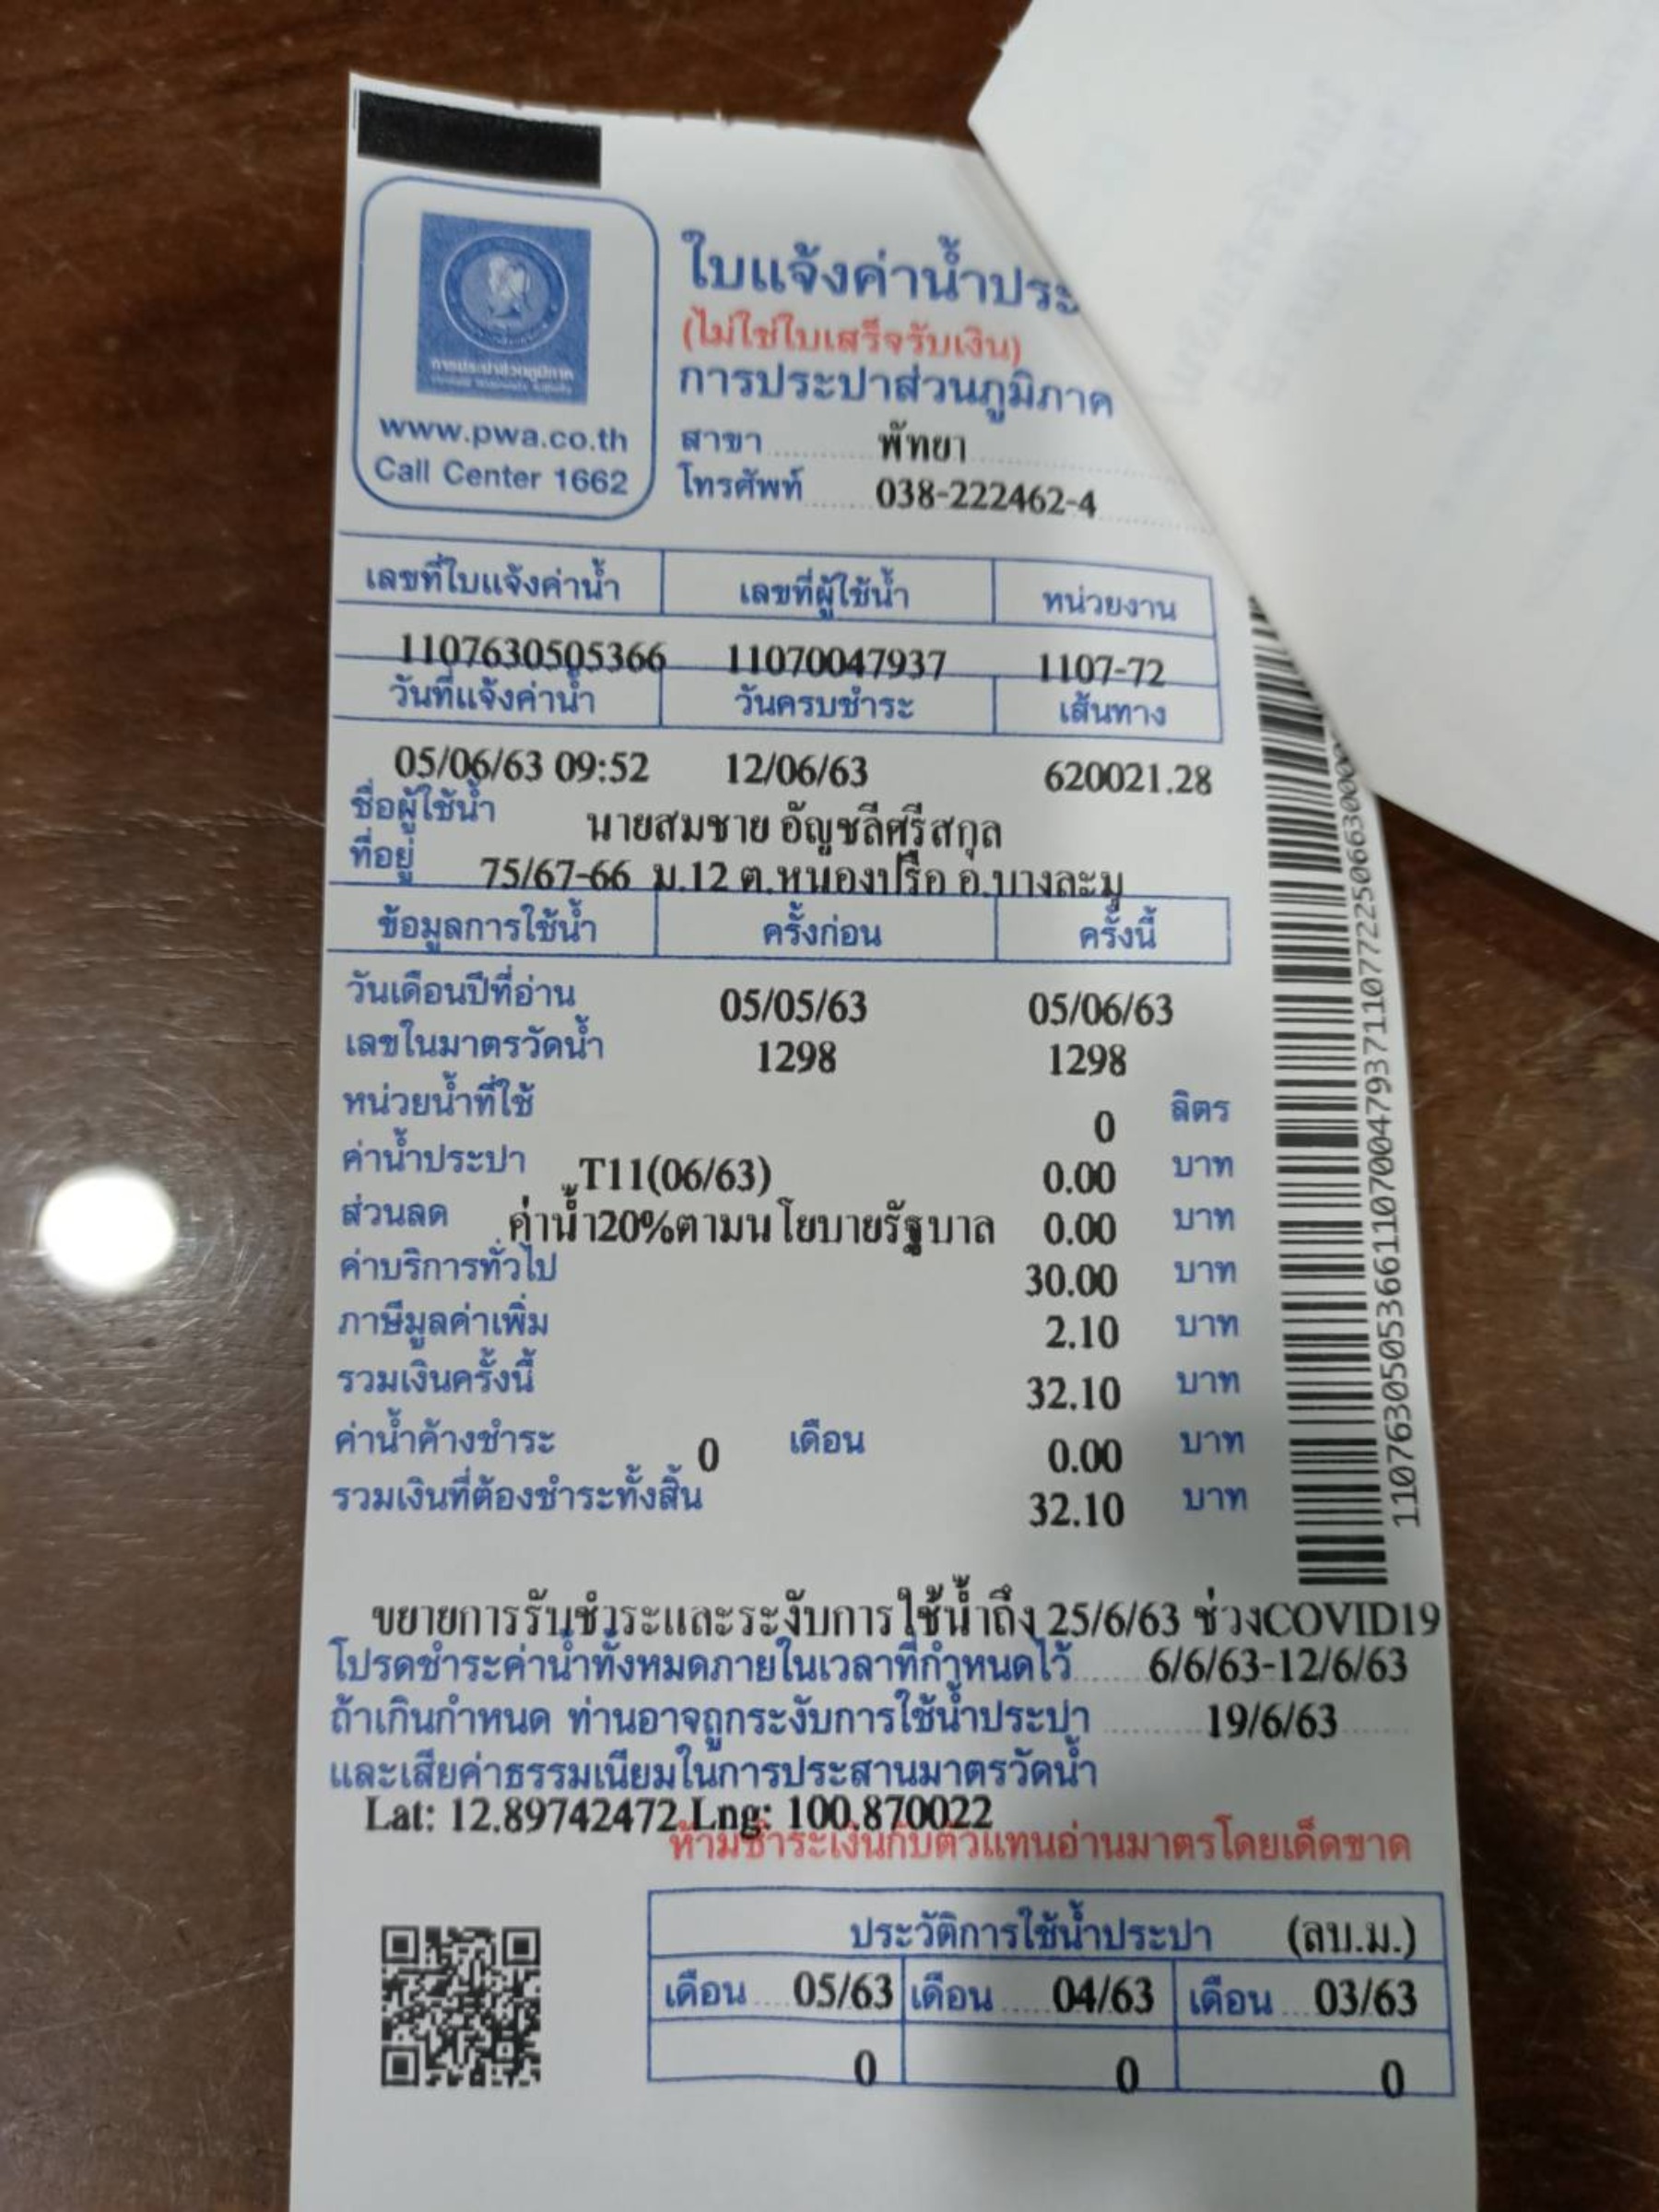 การประปาส่วนภูมิภาค
www.pwa.co.th
Call Center 1662
ใบแจ้งค่าน้ำประ
(ไม่ใช่ใบเสร็จรับเงิน)
การประปาส่วนภูมิภาค
สาขา พัทยา
โทรศัพท์ 038-222462-4
เลขที่ใบแจ้งค่าน้ำ เลขที่ผู้ใช้น้ำ หน่วยงาน
1107630505366 11070047937 1107-72
วันที่แจ้งค่าน้ำ วันครบชำระ เส้นทาง
05/06/63 09:52 12/06/63 620021.28
ชื่อผู้ใช้น้ำ นายสมชาย อัญชลีศรีสกุล
ที่อยู่ 75/67-66 ม.12 ต.หนองปรือ อ.บางละมุ
ข้อมูลการใช้น้ำ ครั้งก่อน ครั้งนี้
วันเดือนปีที่อ่าน 05/05/63 05/06/63
เลขในมาตรวัดน้ำ 1298 1298
หน่วยน้ำที่ใช้ 0 ลิตร
ค่าน้ำประปา T11(06/63) 0.00 บาท
ส่วนลด ค่าน้ำ20%ตามนโยบายรัฐบาล 0.00 บาท
ค่าบริการทั่วไป 30.00 บาท
ภาษีมูลค่าเพิ่ม 2.10 บาท
รวมเงินครั้งนี้ 32.10 บาท
ค่าน้ำค้างชำระ 0 เดือน 0.00 บาท
รวมเงินที่ต้องชำระทั้งสิ้น 32.10 บาท
ขยายการรับชำระและระงับการใช้น้ำถึง 25/6/63 ช่วงCOVID19
โปรดชำระค่าน้ำทั้งหมดภายในเวลาที่กำหนดไว้ 6/6/63-12/6/63
ถ้าเกินกำหนด ท่านอาจถูกระงับการใช้น้ำประปา 19/6/63
และเสียค่าธรรมเนียมในการประสานมาตรวัดน้ำ
Lat: 12.89742472 Lng: 100.870022
ห้ามชำระเงินกับตัวแทนอ่านมาตรโดยเด็ดขาด
ประวัติการใช้น้ำประปา (ลบ.ม.)
เดือน 05/63 เดือน 04/63 เดือน 03/63
0 0 0